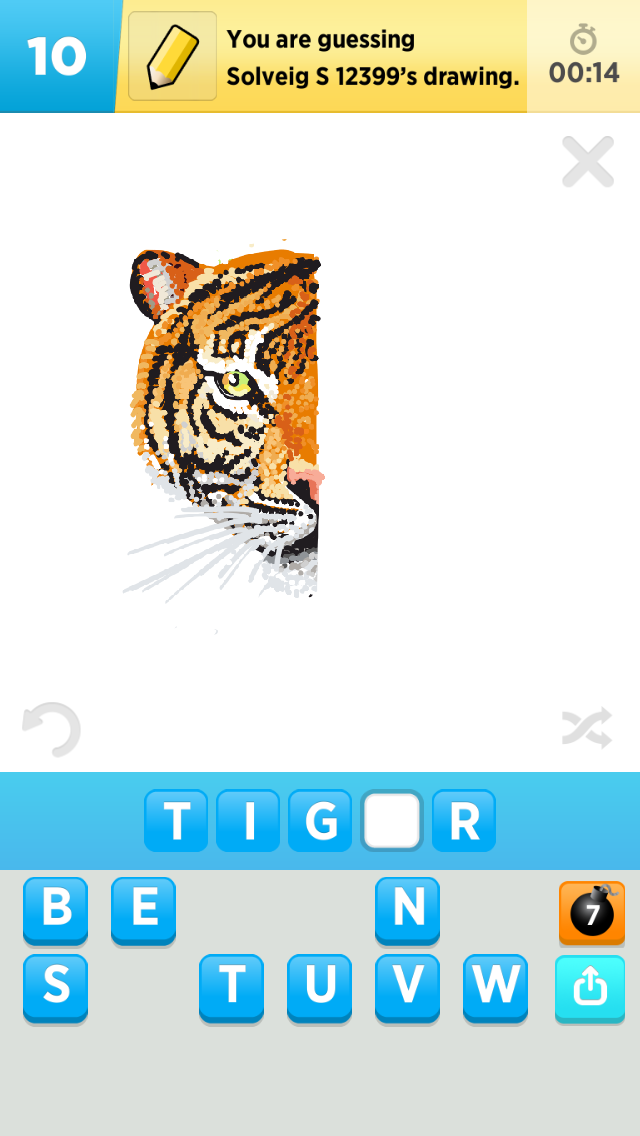 10
You are guessing
Solveig S 12399's drawing.
00:14
T I G R
B E N
7
S T U V W